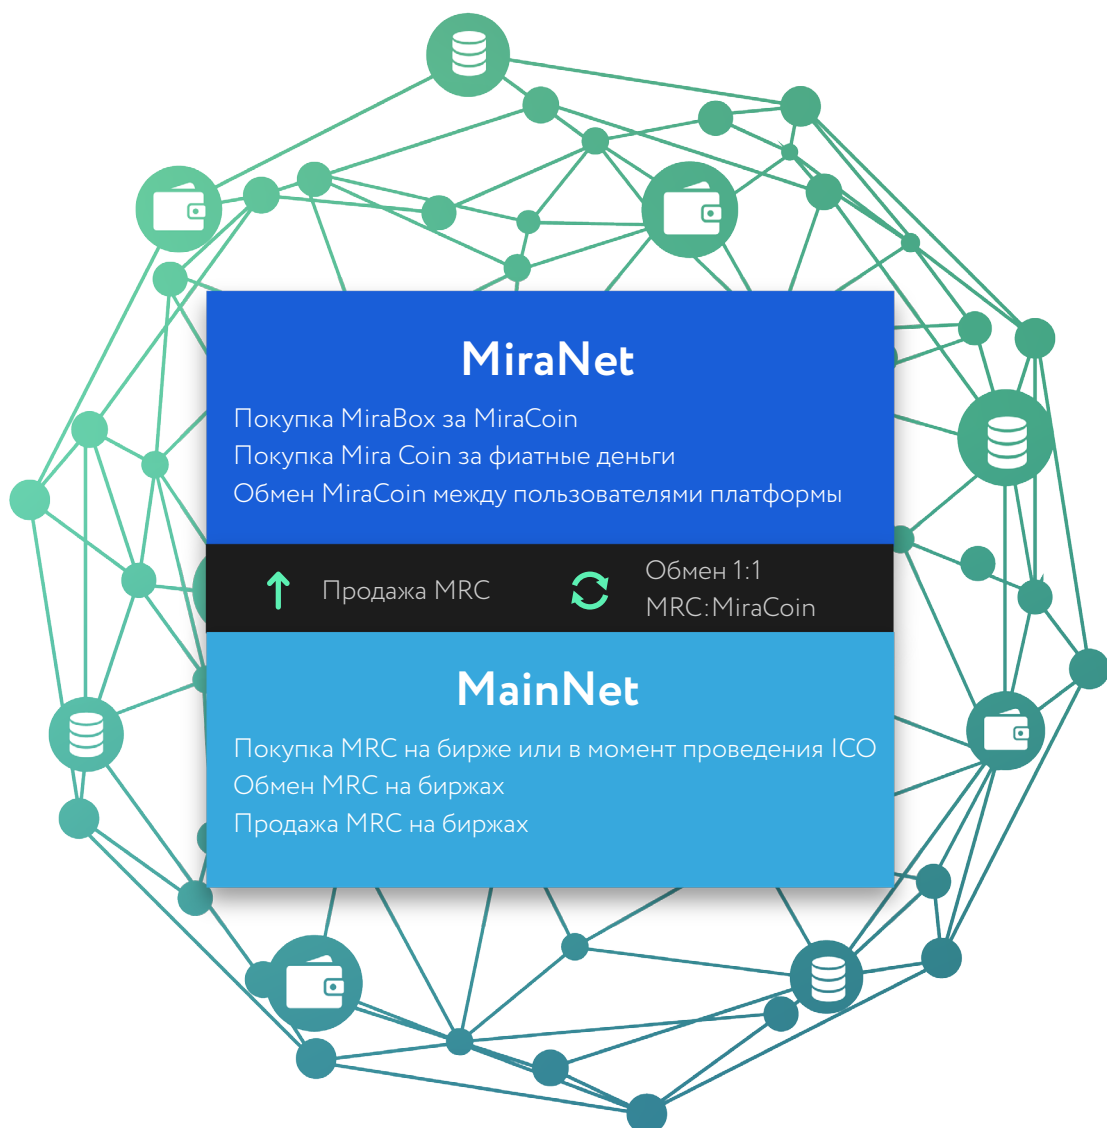 MiraNet
Покупка MiraBox за MiraCoin
Покупка Mira Coin за фиатные деньги
Обмен MiraCoin между пользователями платформы
Продажа MRC
Обмен 1:1
MRC:MiraCoin
MainNet
Покупка MRC на бирже или в момент проведения ICO
Обмен MRC на биржах
Продажа MRC на биржах